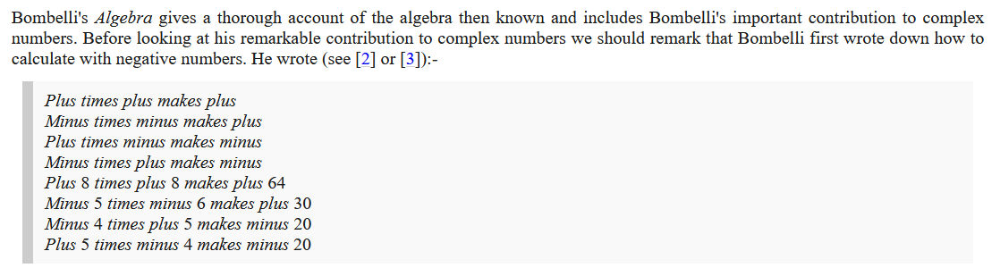 Bombelli's Algebra gives a thorough account of the algebra then known and includes Bombelli's important contribution to complex
numbers. Before looking at his remarkable contribution to complex numbers we should remark that Bombelli first wrote down how to
calculate with negative numbers. He wrote (see [2] or [3]):-
Plus times plus makes plus
Minus times minus makes plus
Plus times minus makes minus
Minus times plus makes minus
Plus 8 times plus 8 makes plus 64
Minus 5 times minus 6 makes plus 30
Minus 4 times plus 5 makes minus 20
Plus 5 times minus 4 makes minus 20